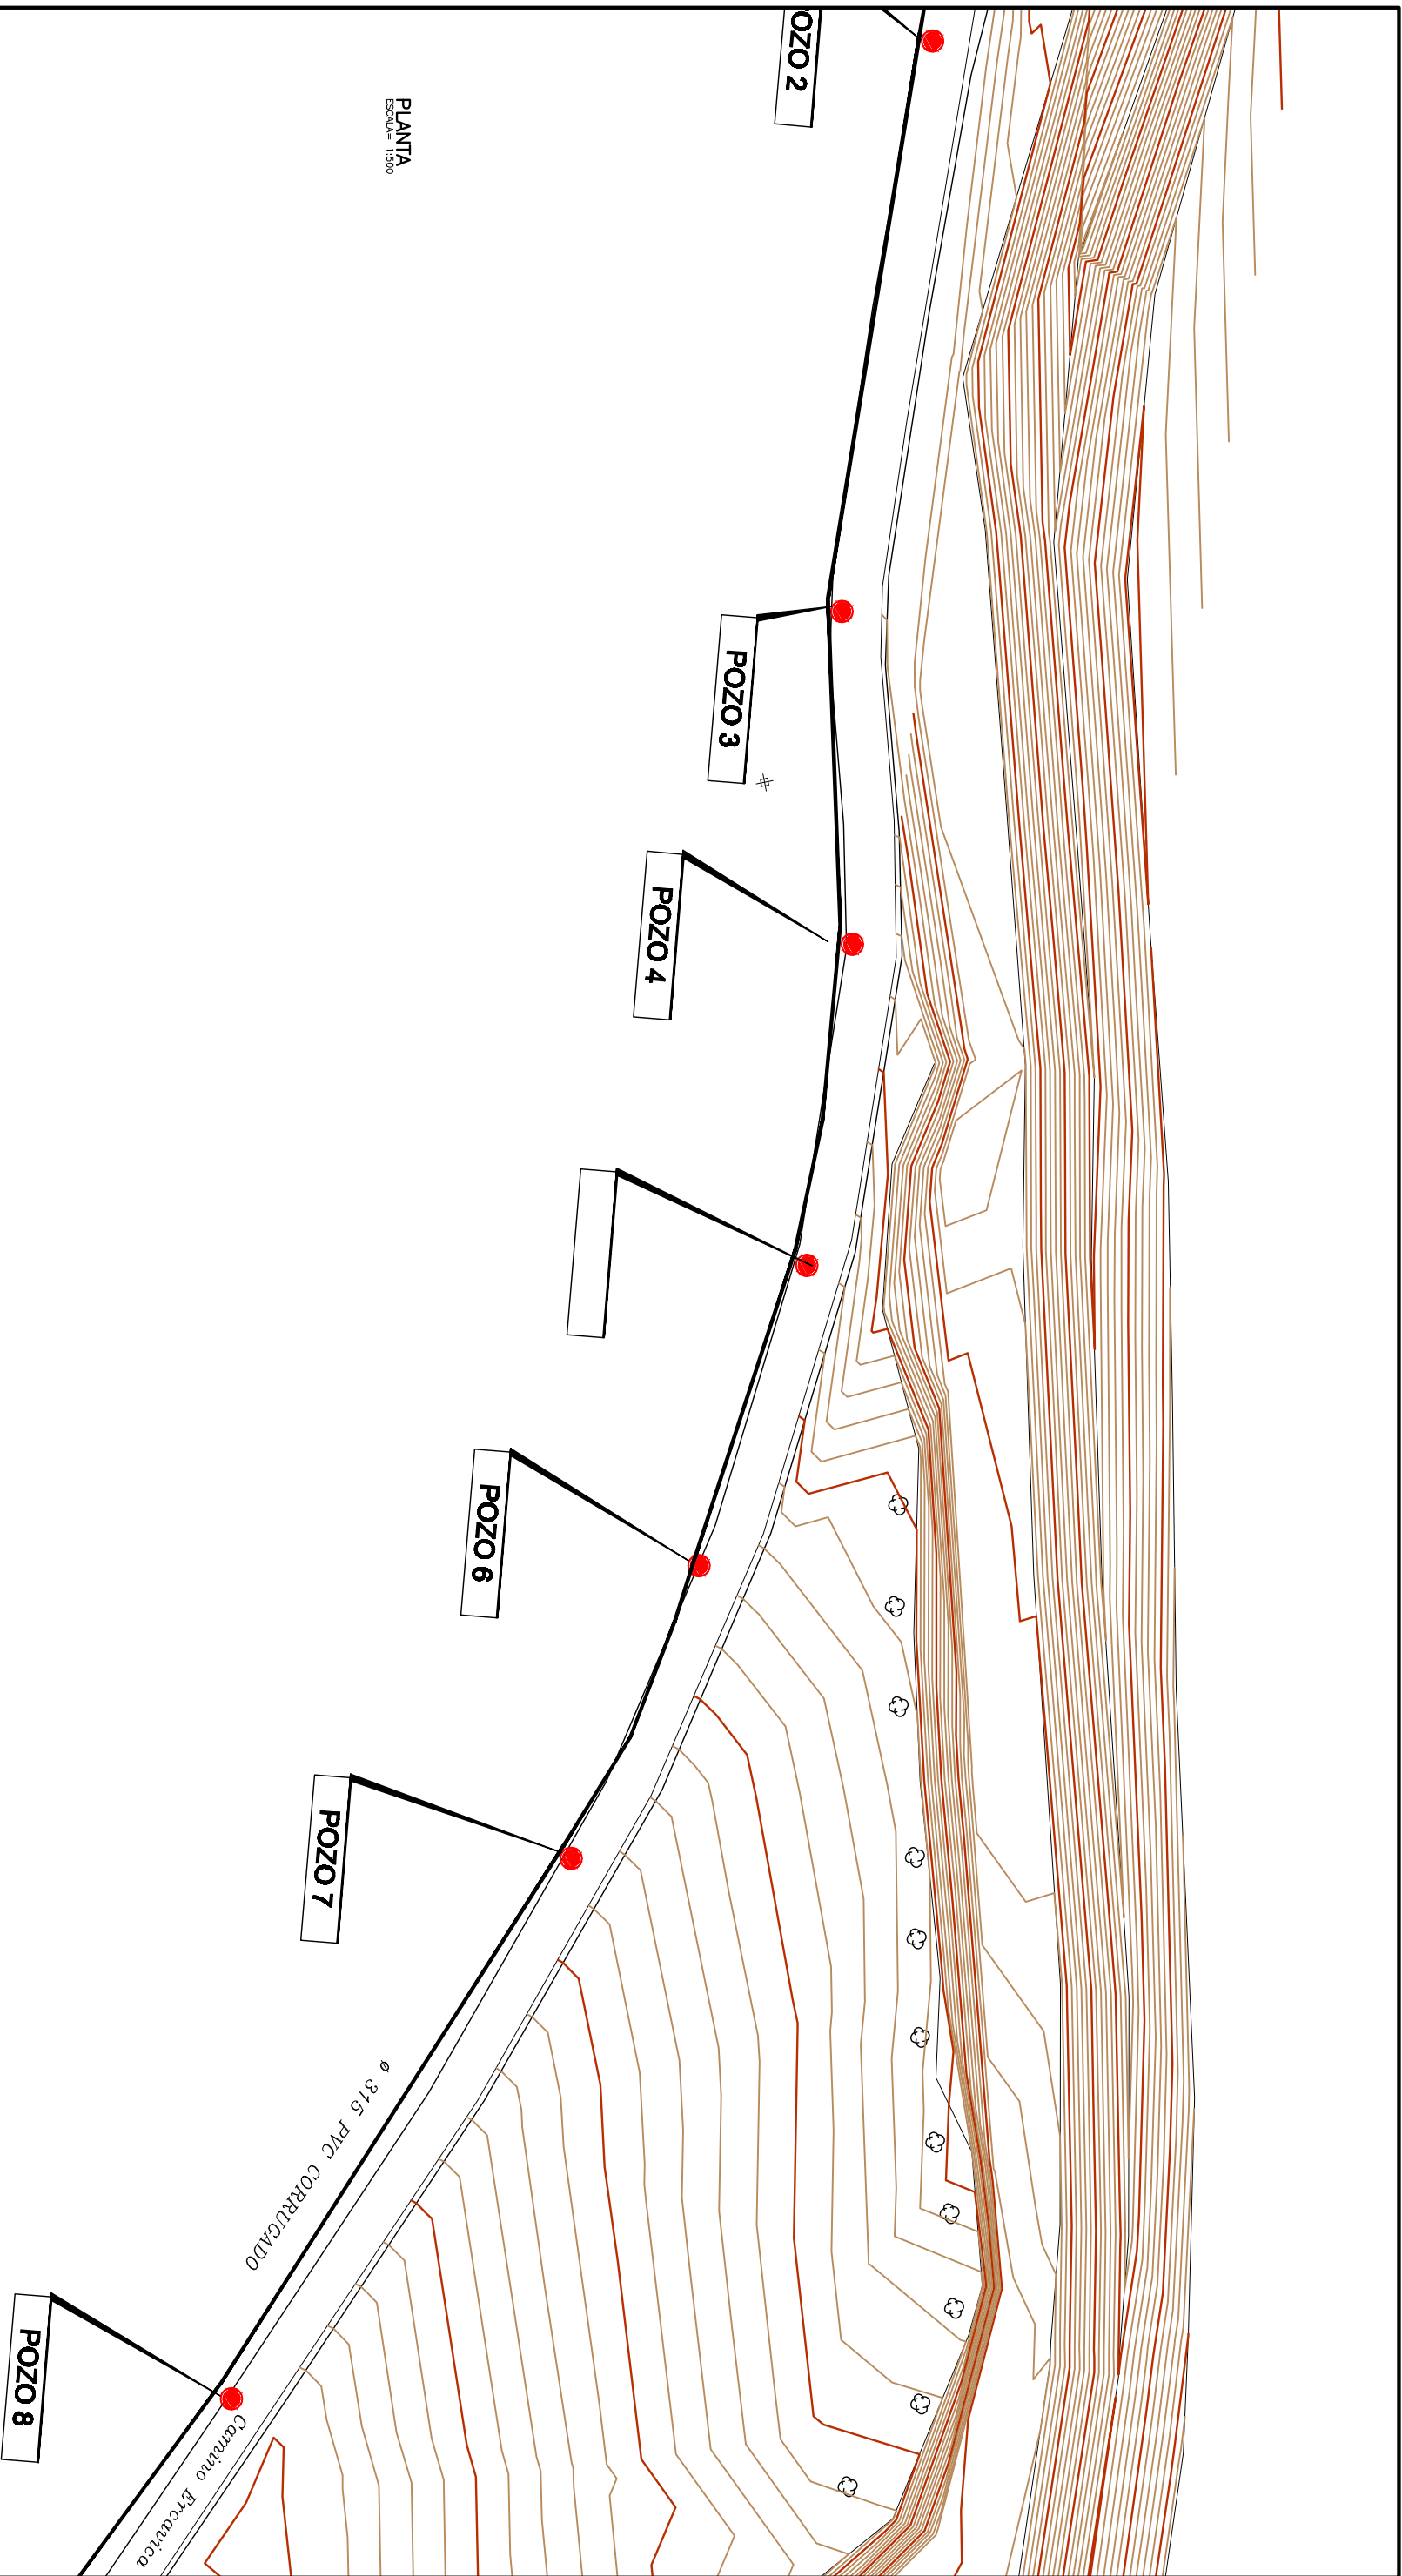 OZO 2
PLANTA
ESCALA= 1:500
POZO 3
POZO 4
POZO 6
POZO 7
ø 315 PVC CORRUGADO
POZO 8
Camino Ercavica